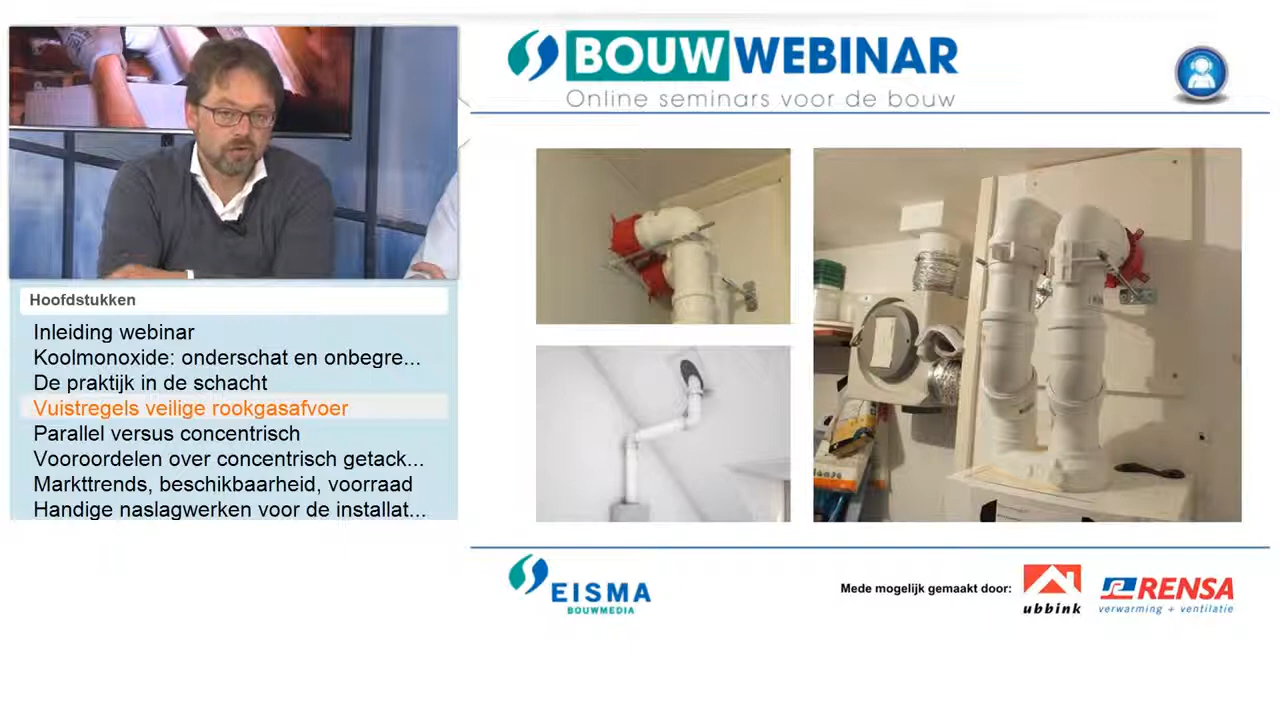 BOUWWEBINAR
Online seminars voor de bouw
Hoofdstukken
Inleiding webinar
Koolmonoxide: onderschat en onbegre...
De praktijk in de schacht
Vuistregels veilige rookgasafvoer
Parallel versus concentrisch
Vooroordelen over concentrisch getack...
Markttrends, beschikbaarheid, voorraad
Handige naslagwerken voor de installat...
EISMA
BOUWMEDIA
Mede mogelijk gemaakt door:
ubbink
RENSA
verwarming + ventilatie